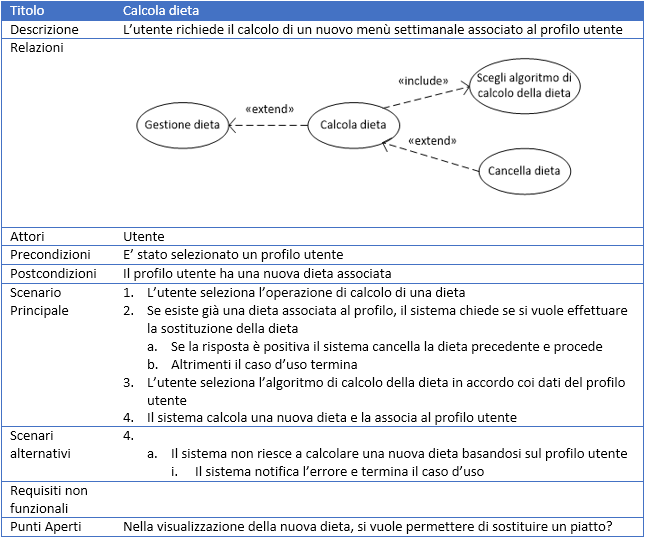 Titolo Calcola dieta
Descrizione L'utente richiede il calcolo di un nuovo menù settimanale associato al profilo utente
Relazioni
«include»
Scegli algoritmo di
calcolo della dieta
«extend»
Gestione dieta
Calcola dieta
«extend»
Cancella dieta
Attori Utente
Precondizioni E' stato selezionato un profilo utente
Postcondizioni Il profilo utente ha una nuova dieta associata
Scenario
Principale
1. L'utente seleziona l'operazione di calcolo di una dieta
2. Se esiste già una dieta associata al profilo, il sistema chiede se si vuole effettuare
la sostituzione della dieta
a. Se la risposta è positiva il sistema cancella la dieta precedente e procede
b. Altrimenti il caso d'uso termina
3. L'utente seleziona l'algoritmo di calcolo della dieta in accordo coi dati del profilo
utente
4. Il sistema calcola una nuova dieta e la associa al profilo utente
Scenari
alternativi
4.
a. Il sistema non riesce a calcolare una nuova dieta basandosi sul profilo utente
i. Il sistema notifica l'errore e termina il caso d'uso
Requisiti non
funzionali
Punti Aperti Nella visualizzazione della nuova dieta, si vuole permettere di sostituire un piatto?